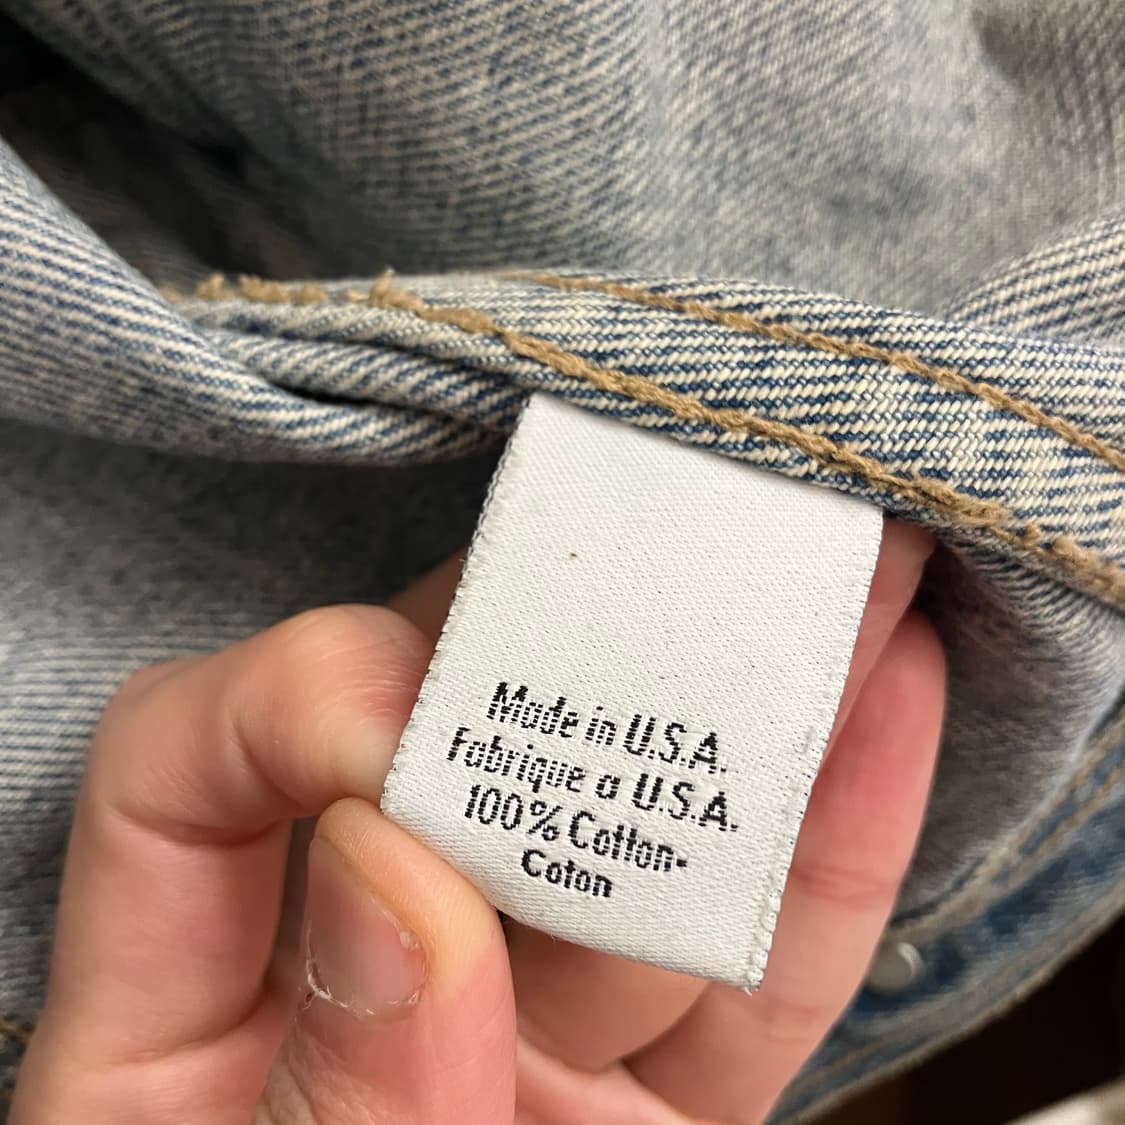 Made in U.S.A.
Fabrique a U.S.A.
100% Cotton-
Coton